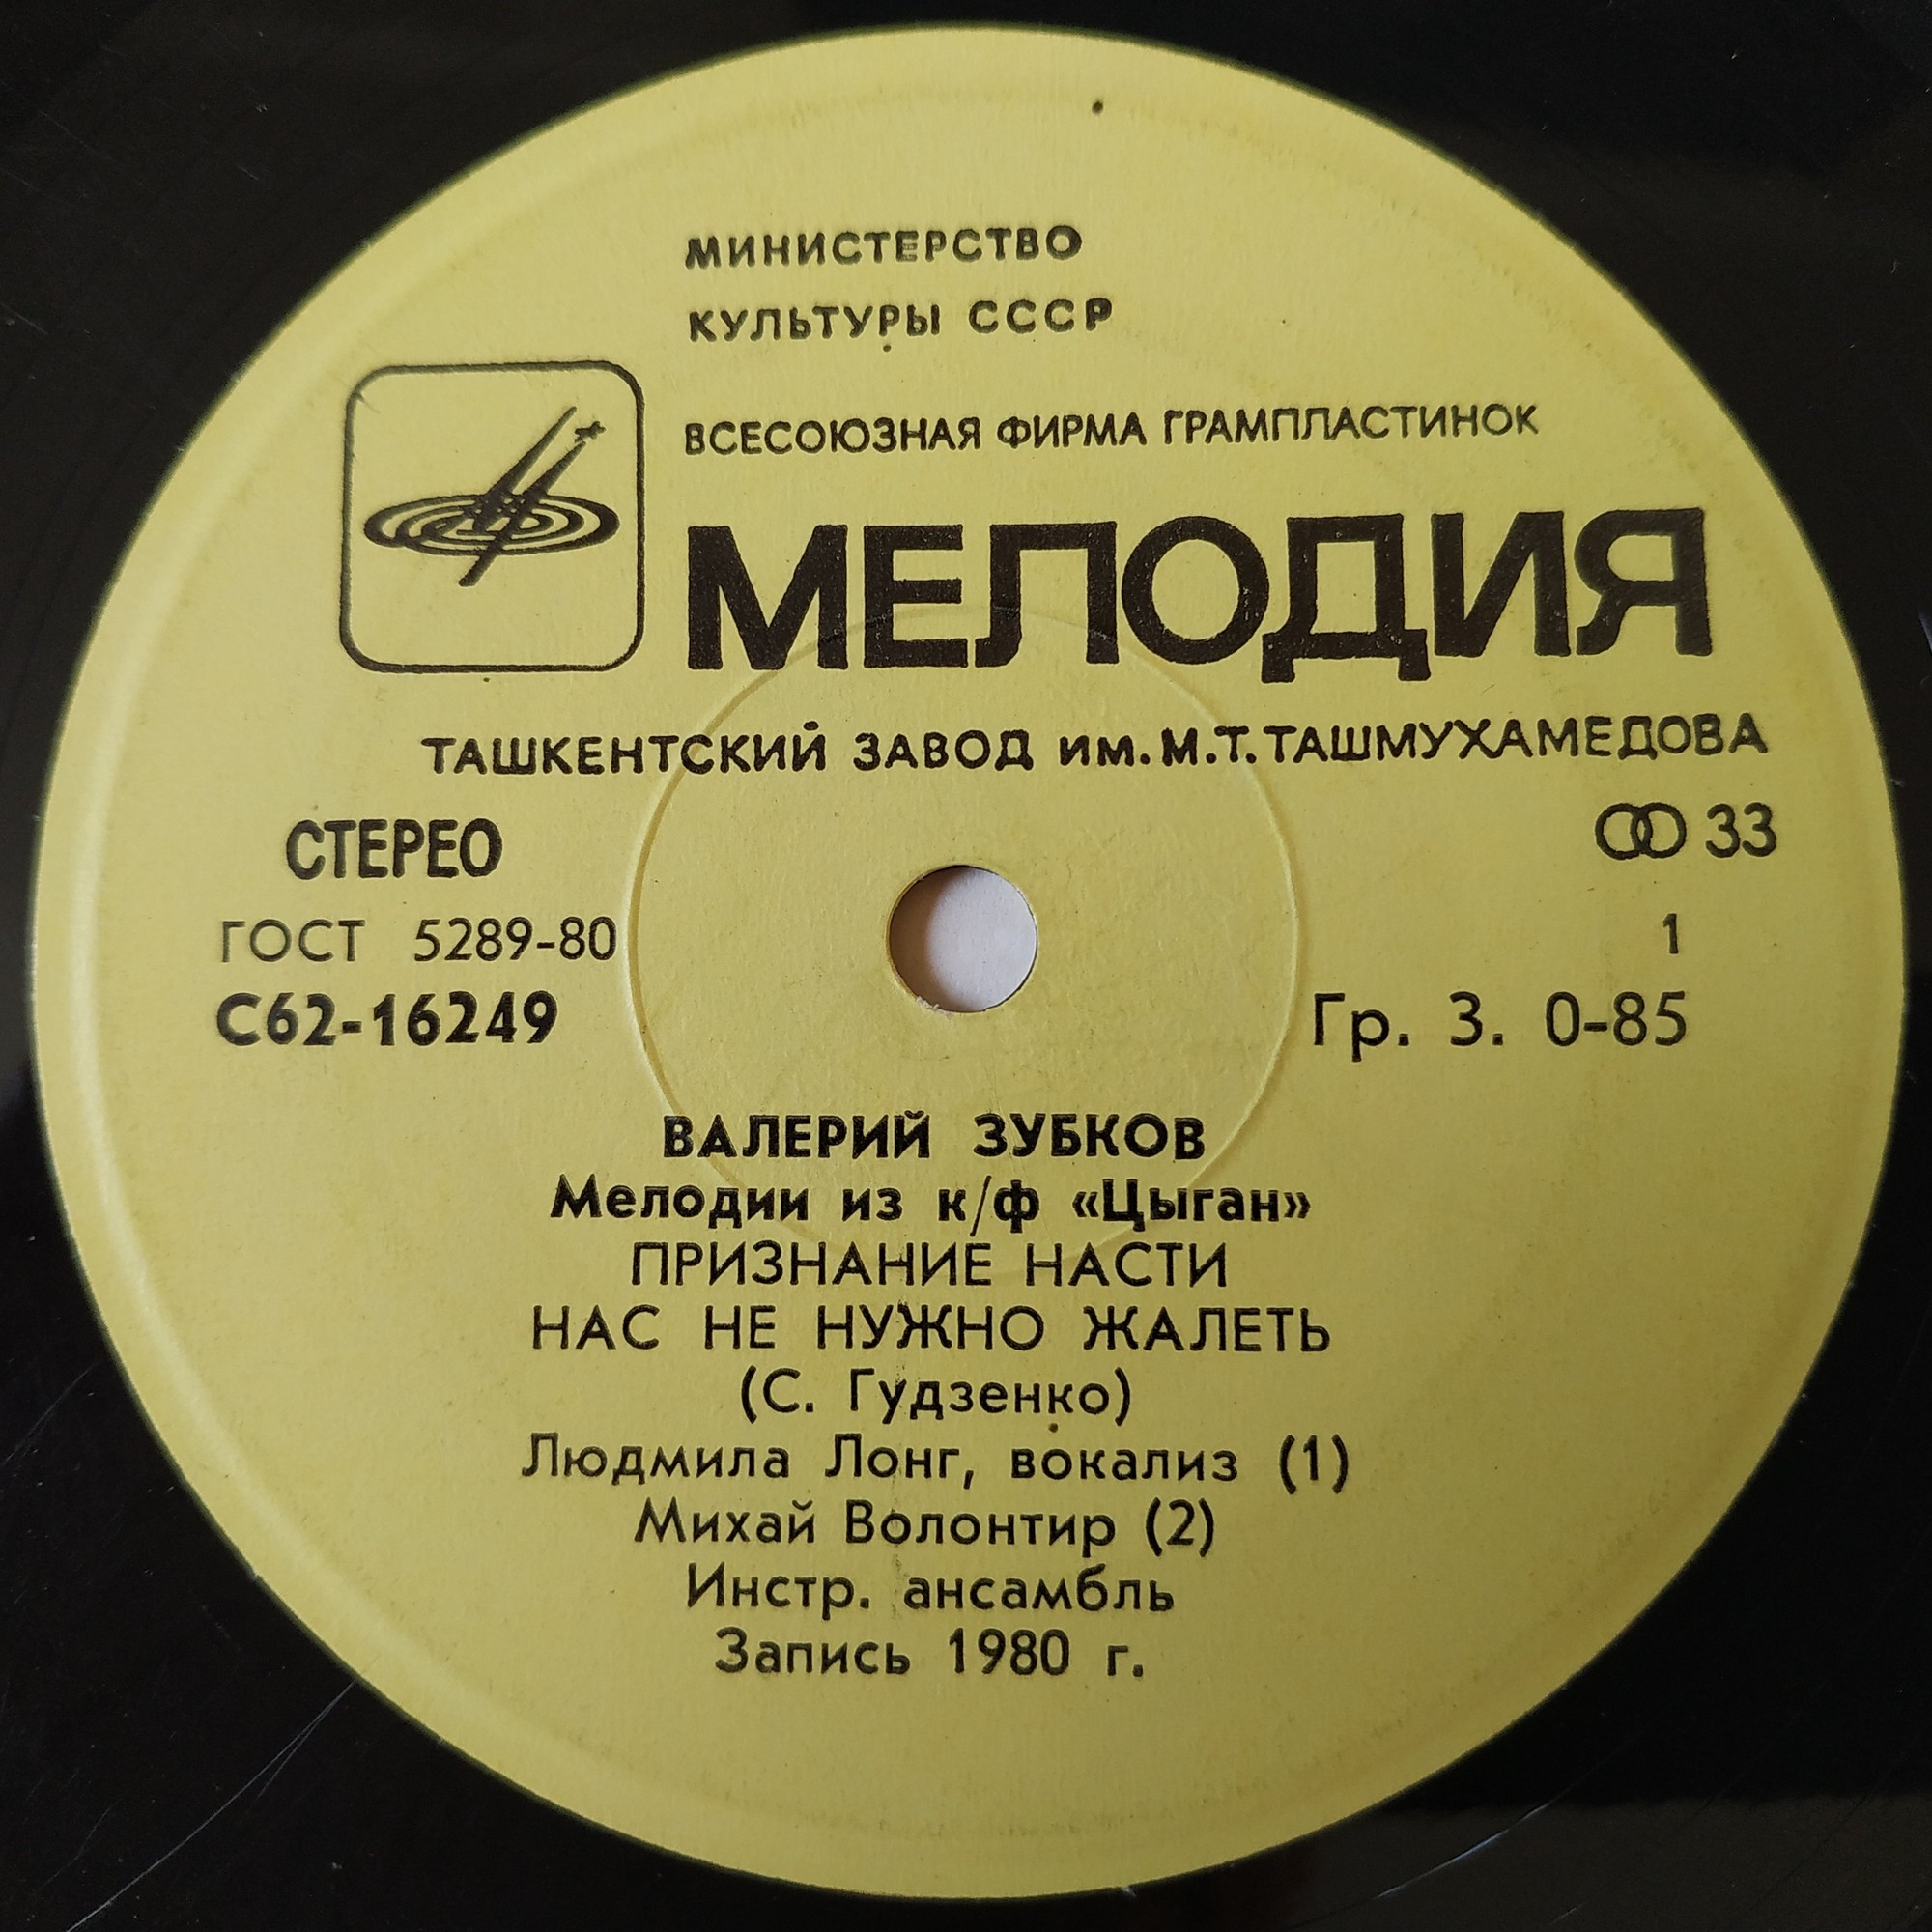 МИНИСТЕРСТВО
КУЛЬТУРЫ СССР
ВСЕСОЮЗНАЯ ФИРМА ГРАМПЛАСТИНОК
МЕЛОДИЯ
ТАШКЕНТСКИЙ ЗАВОД им. М.Т. ТАШМУХАМЕДОВА
СТЕРЕО 33
ГОСТ 5289-80 1
С62-16249 Гр. 3. 0-85
ВАЛЕРИЙ ЗУБКОВ
Мелодии из к/ф «Цыган»
ПРИЗНАНИЕ НАСТИ
НАС НЕ НУЖНО ЖАЛЕТЬ
(С. Гудзенко)
Людмила Лонг, вокализ (1)
Михай Волонтир (2)
Инстр. ансамбль
Запись 1980 г.